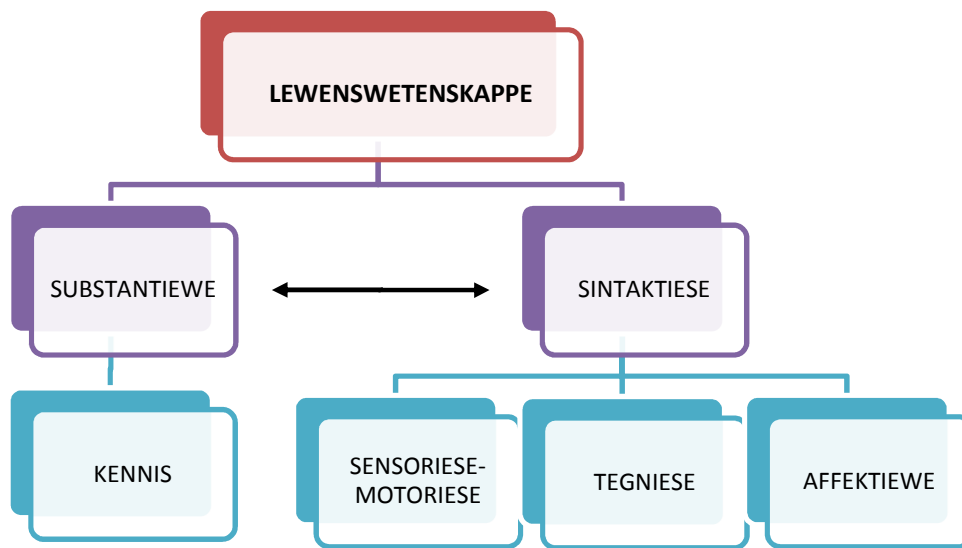 LEWENSWETENSKAPPE
SUBSTANTIEWE
SINTAKTIESE
KENNIS
SENSORIESE-
MOTORIESE
TEGNIESE
AFFEKTIEWE